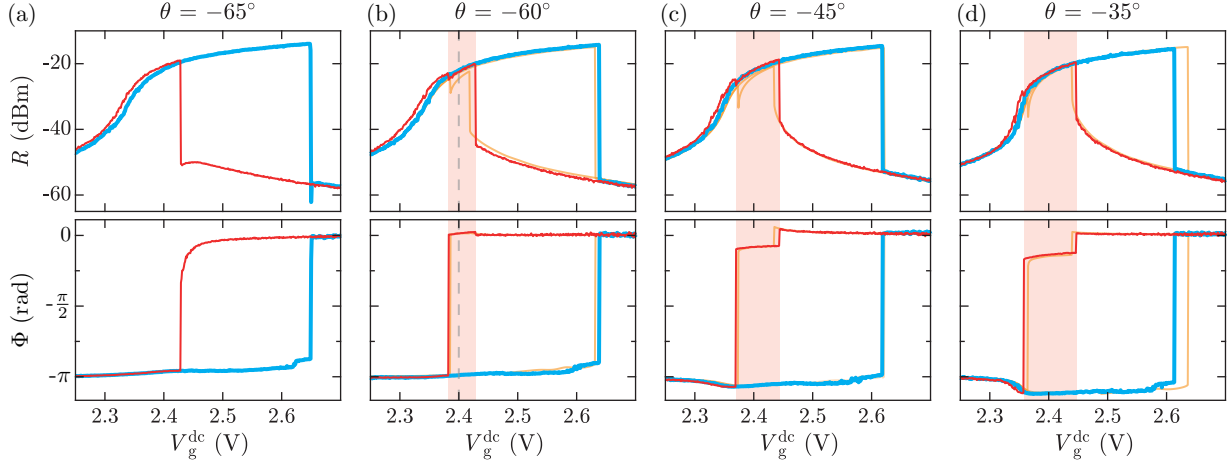 (a) θ = −65° (b) θ = −60° (c) θ = −45° (d) θ = −35°
R (dBm)
-20
-40
-60
Φ (rad)
0
-π/2
-π
2.3 2.4 2.5 2.6 2.3 2.4 2.5 2.6 2.3 2.4 2.5 2.6 2.3 2.4 2.5 2.6
V_g^dc (V) V_g^dc (V) V_g^dc (V) V_g^dc (V)